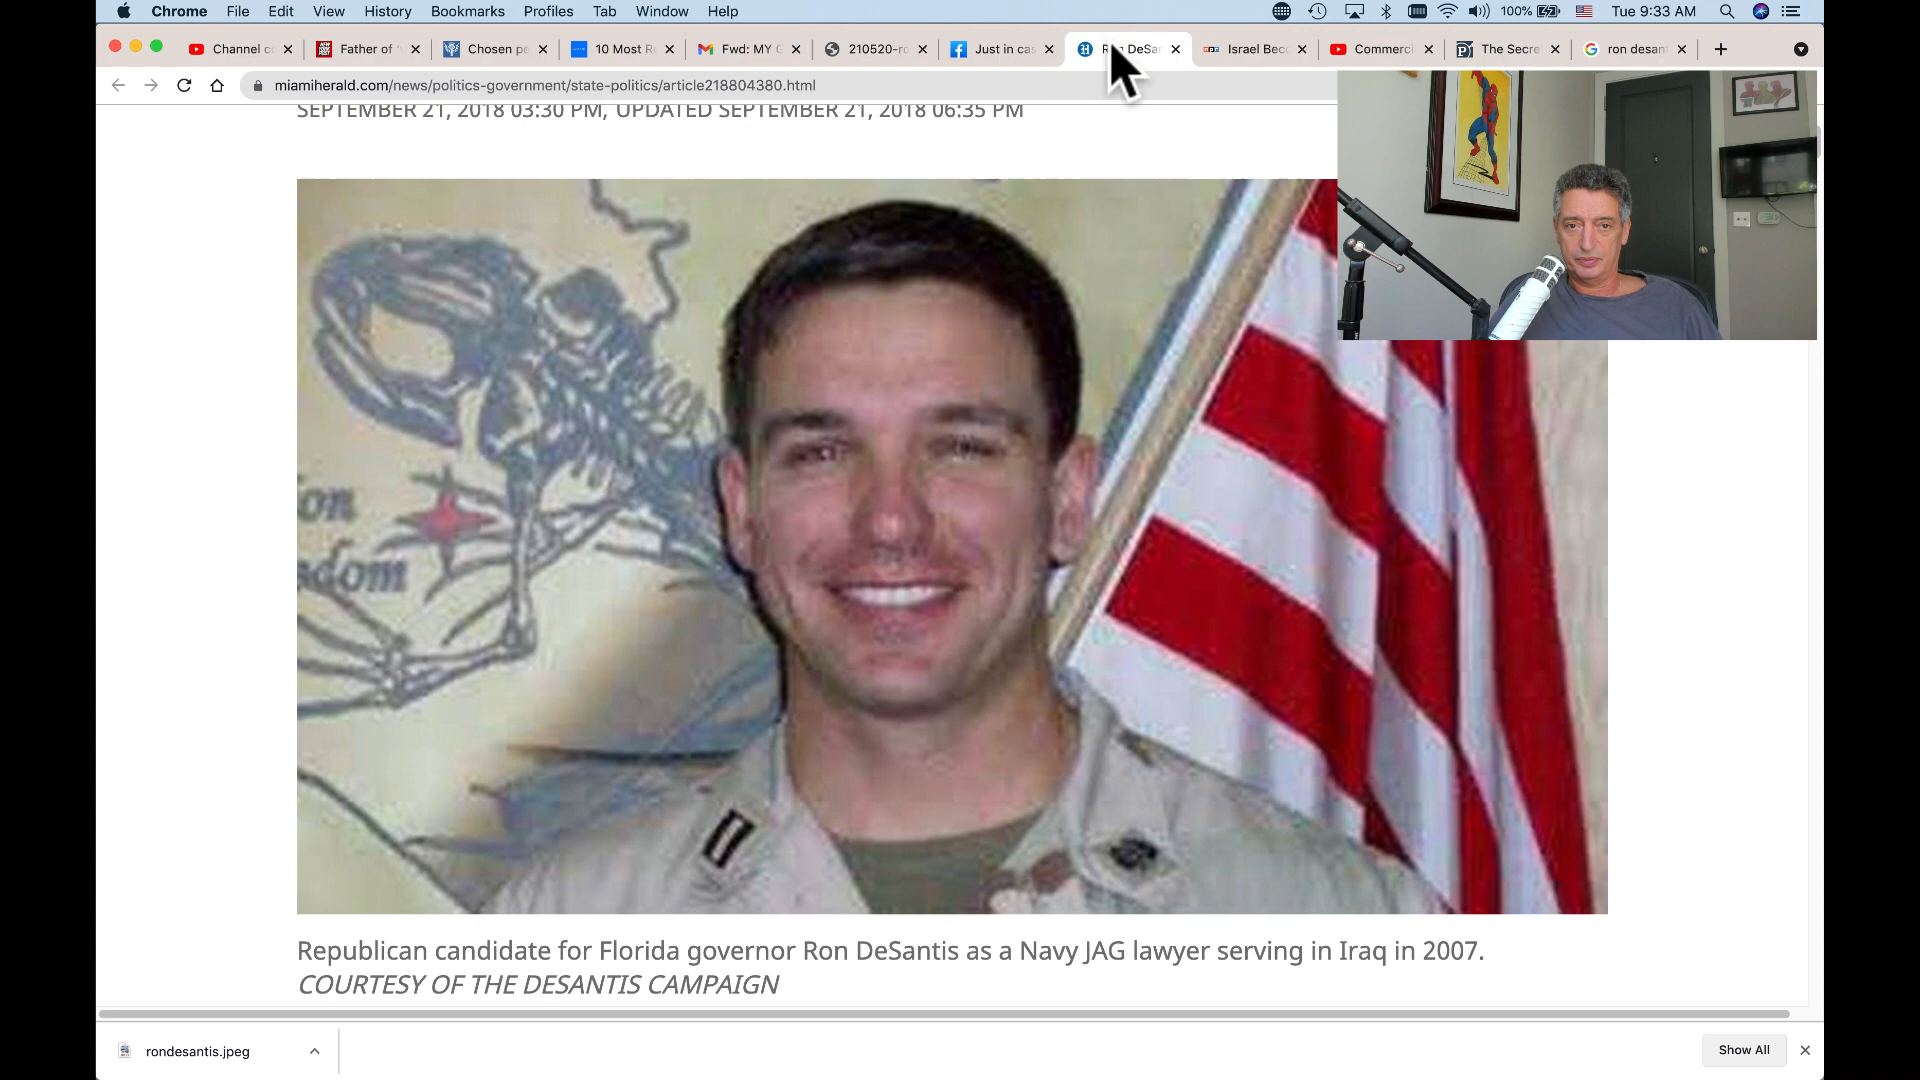 Chrome File Edit View History Bookmarks Profiles Tab Window Help 100% Tue 9:33 AM
Channel Father of Chosen 10 Most Fwd: MY 210520-ro Just in Israel Commerci The ron desan
miamiherald.com/news/politics-government/state-politics/article218804380.html
SEPTEMBER 21, 2018 03:30 PM, UPDATED SEPTEMBER 21, 2018 06:35 PM
Republican candidate for Florida governor Ron DeSantis as a Navy JAG lawyer serving in Iraq in 2007.
COURTESY OF THE DESANTIS CAMPAIGN
rondesantis.jpeg Show All